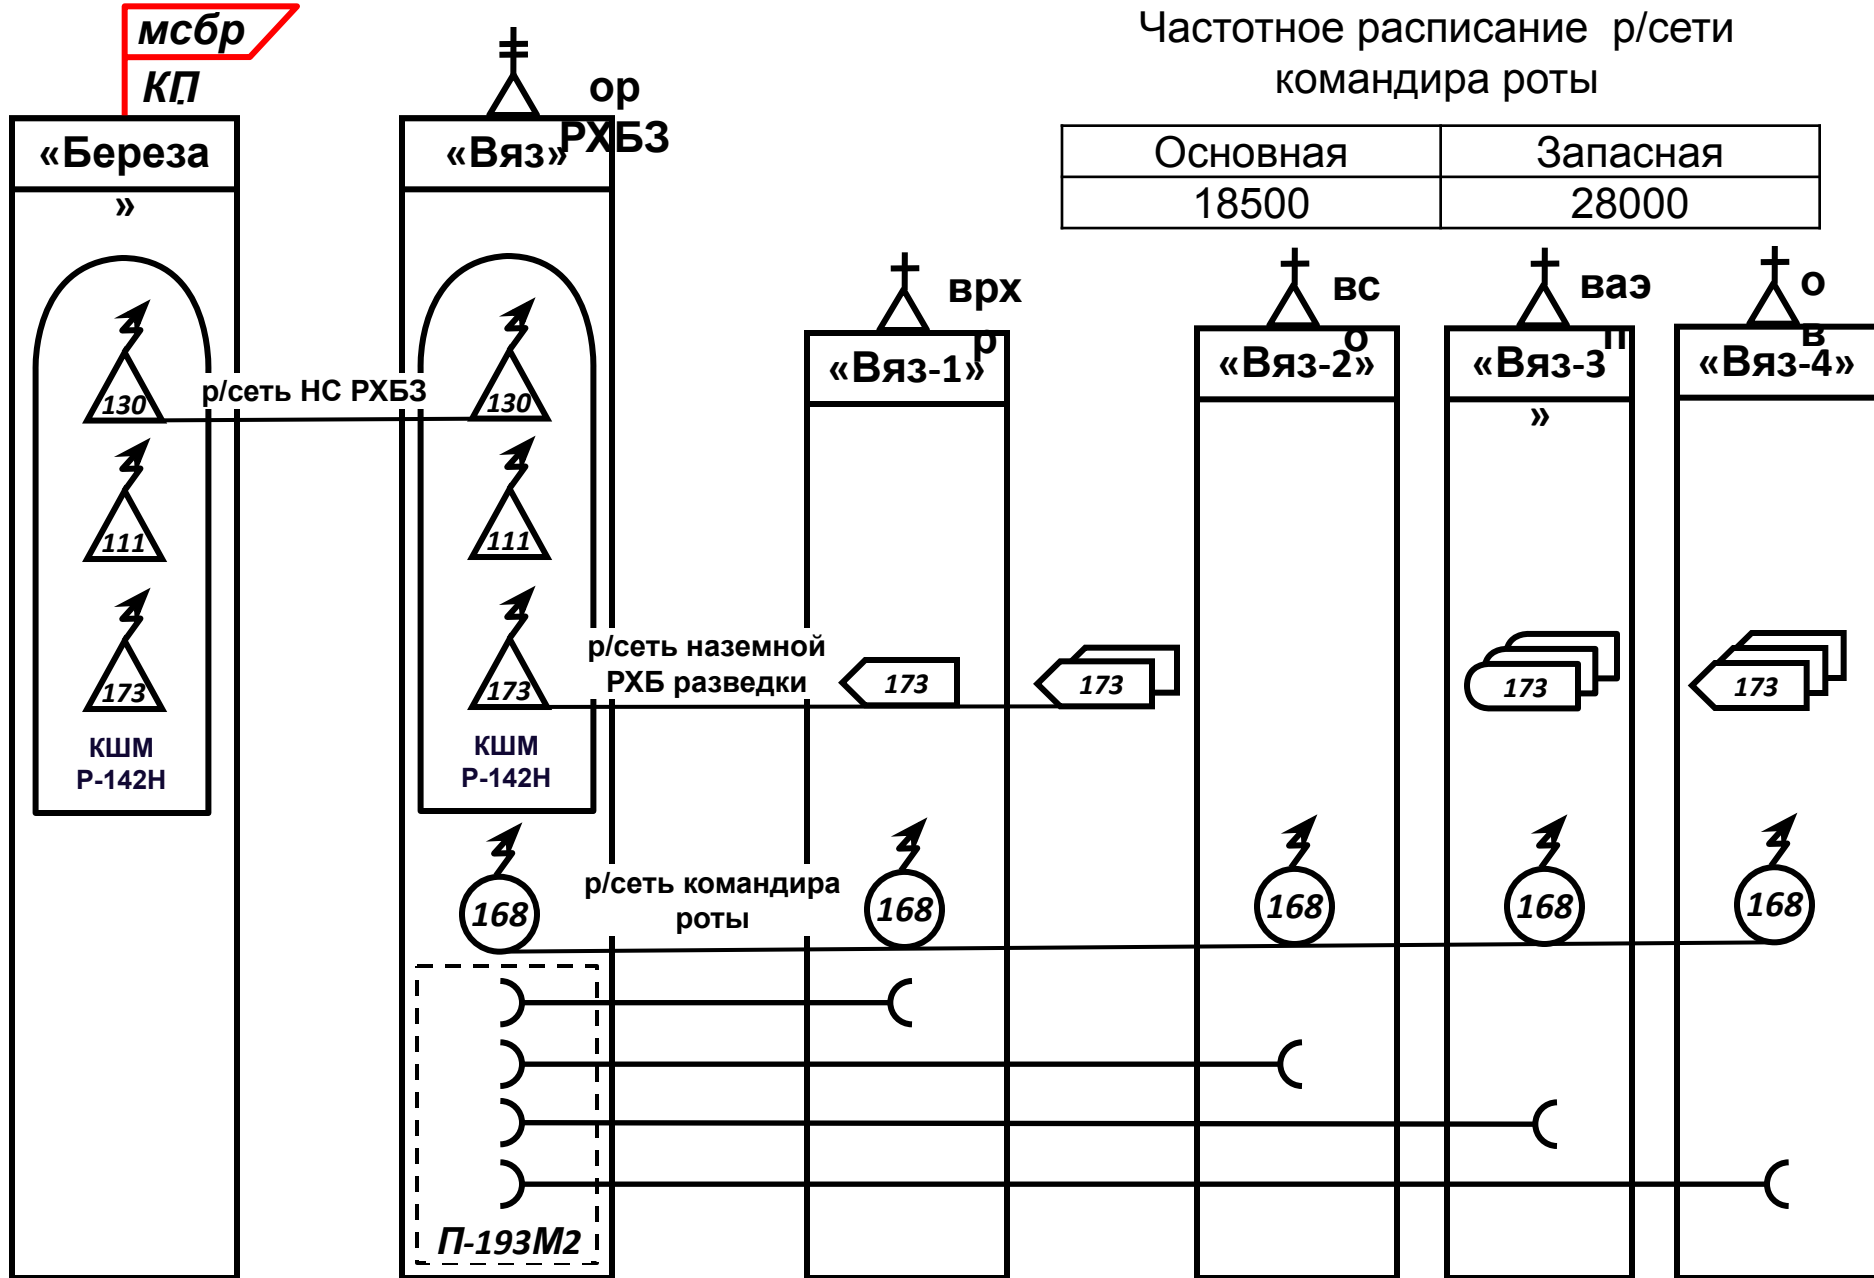 мсбр
КП
ор
РХБЗ
Частотное расписание р/сети
командира роты
Основная
Запасная
18500
28000
«Береза
»
«Вяз»
врх
р
вс
о
ваэ
п
о
в
«Вяз-1»
«Вяз-2»
«Вяз-3
»
«Вяз-4»
130
р/сеть НС РХБЗ
130
111
111
173
173
р/сеть наземной
РХБ разведки
173
173
173
173
КШМ
Р-142Н
КШМ
Р-142Н
168
р/сеть командира
роты
168
168
168
168
П-193М2